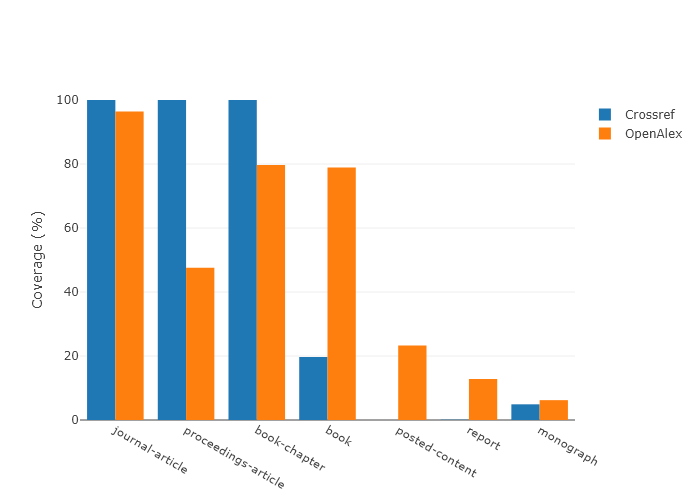 100
80
60
40
20
0
Coverage (%)
journal-article
proceedings-article
book-chapter
book
posted-content
report
monograph
Crossref
OpenAlex